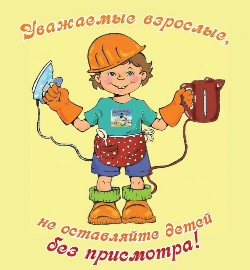 Уважаемые взрослые,
не оставляйте детей
без присмотра!